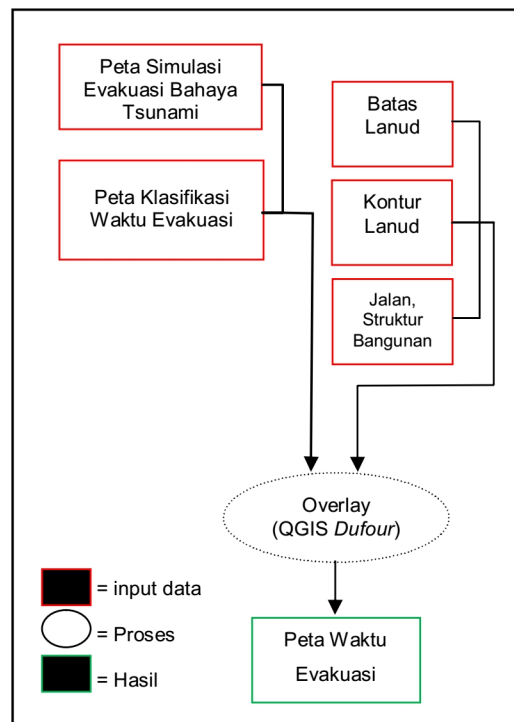 Peta Simulasi
Evakuasi Bahaya
Tsunami
Peta Klasifikasi
Waktu Evakuasi
Batas
Lanud
Kontur
Lanud
Jalan,
Struktur
Bangunan
Overlay
(QGIS Dufour)
Peta Waktu
Evakuasi
= input data
= Proses
= Hasil